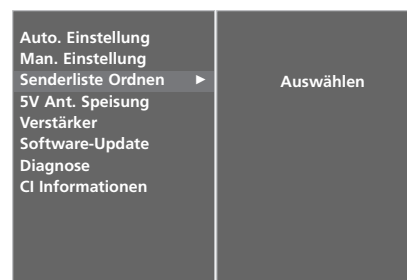 Auto. Einstellung
Man. Einstellung
Senderliste Ordnen ►
Auswählen
5V Ant. Speisung
Verstärker
Software-Update
Diagnose
CI Informationen